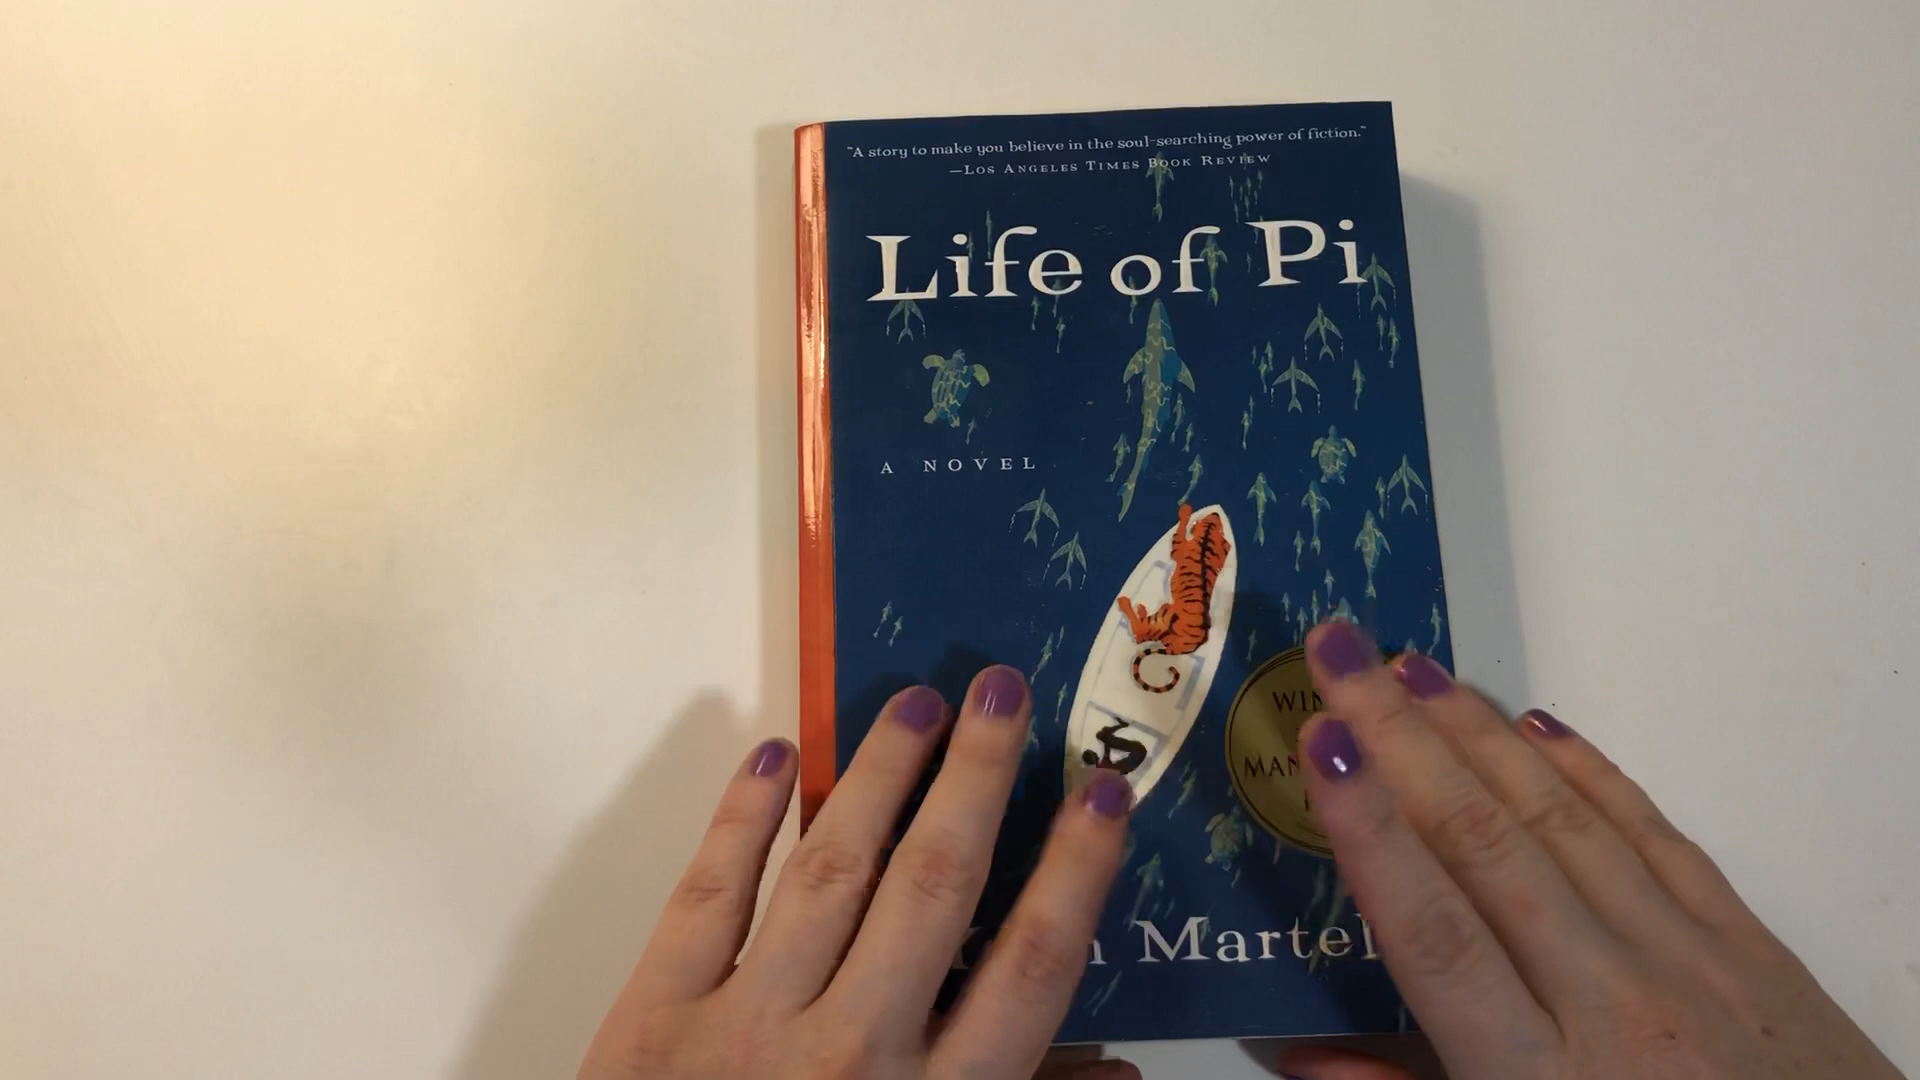 "A story to make you believe in the soul-searching power of fiction."
—Los Angeles Times Book Review
Life of Pi
A NOVEL
WIN
MAN
Martel